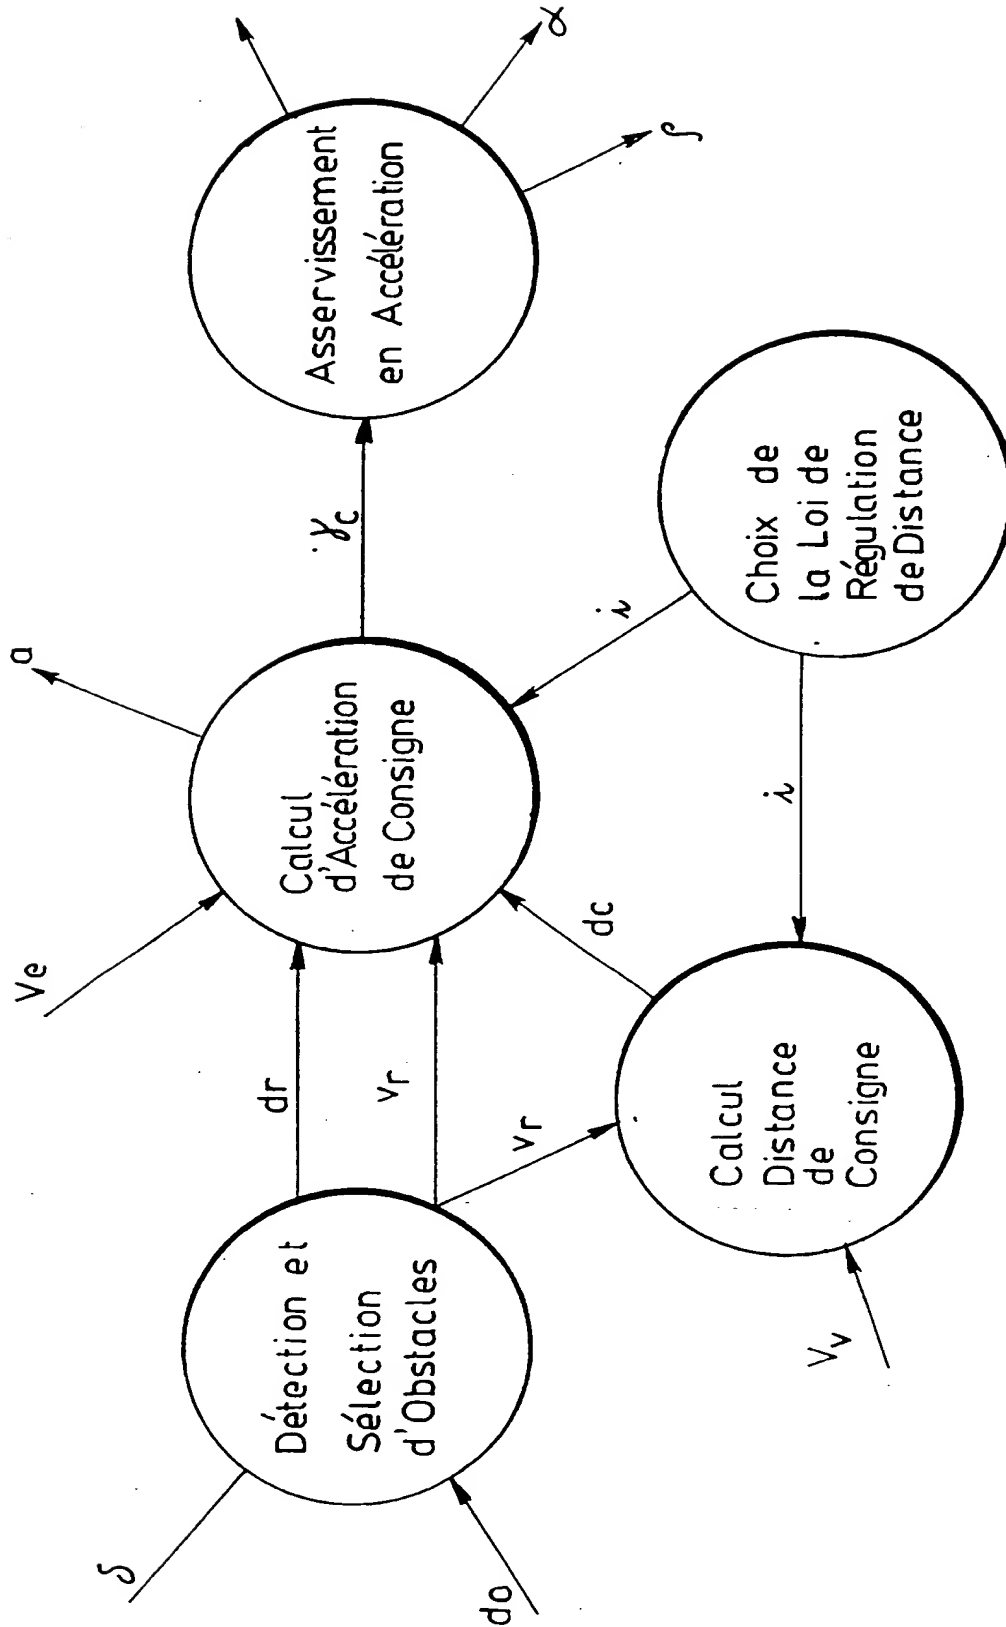 δ
do
Détection et
Sélection
d'Obstacles
dr
vr
vr
Ve
Vv
Calcul
Distance
de
Consigne
dc
Calcul
d'Accélération
de Consigne
a
i
i
γc
Choix de
la Loi de
Régulation
de Distance
Asservissement
en Accélération
α
ρ